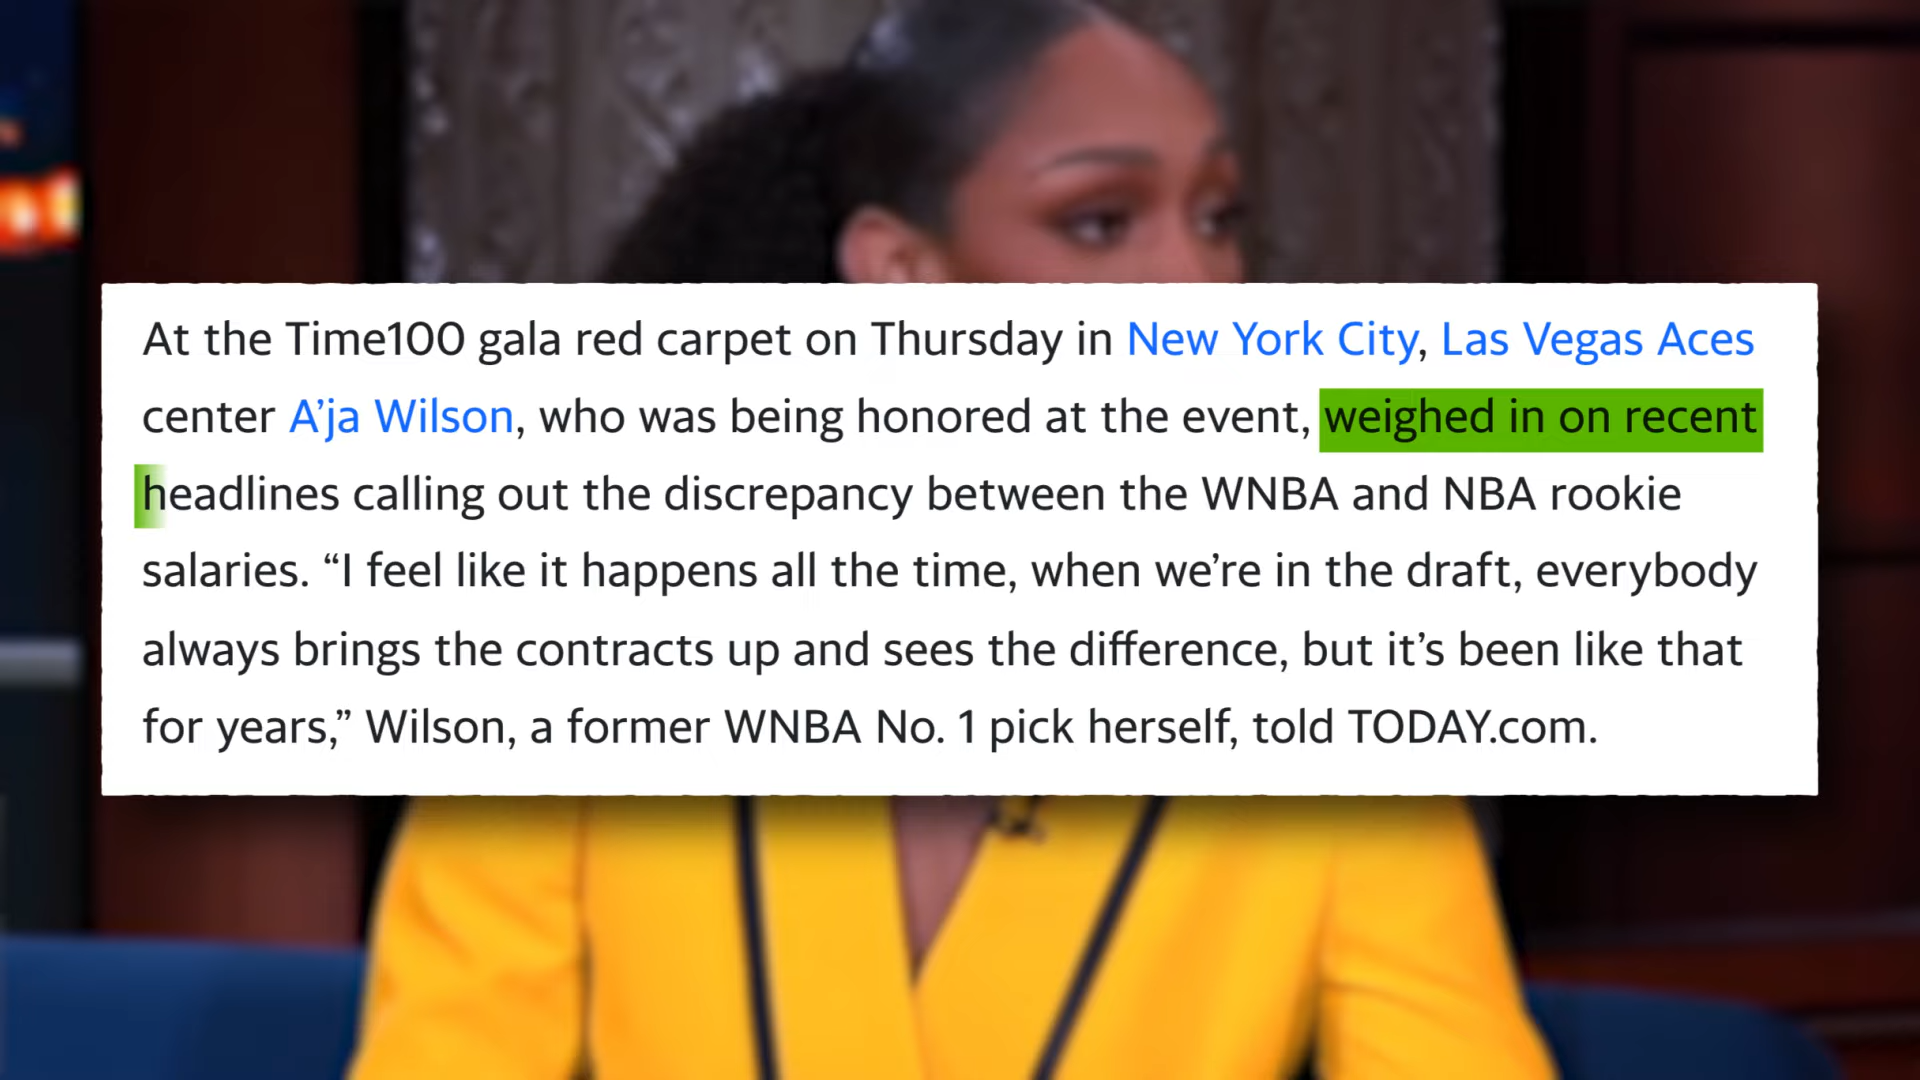 At the Time100 gala red carpet on Thursday in New York City, Las Vegas Aces
center A’ja Wilson, who was being honored at the event, weighed in on recent
headlines calling out the discrepancy between the WNBA and NBA rookie
salaries. “I feel like it happens all the time, when we’re in the draft, everybody
always brings the contracts up and sees the difference, but it’s been like that
for years,” Wilson, a former WNBA No. 1 pick herself, told TODAY.com.